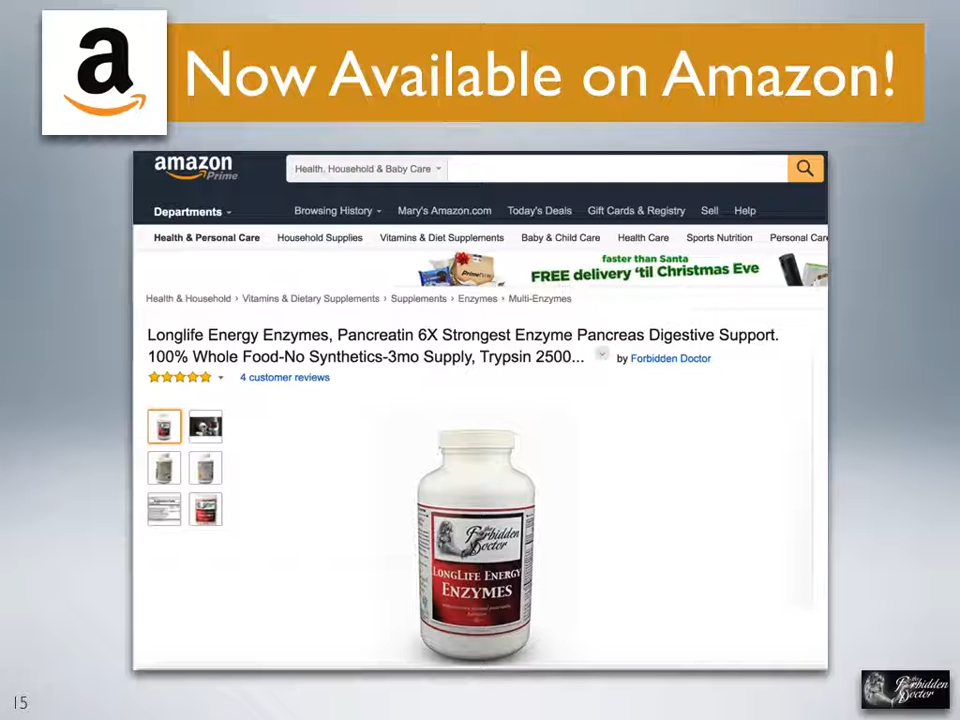 a
Now Available on Amazon!
amazon
Prime
Health, Household & Baby Care
Departments
Browsing History
Mary's Amazon.com
Today's Deals
Gift Cards & Registry
Sell
Help
Health & Personal Care
Household Supplies
Vitamins & Diet Supplements
Baby & Child Care
Health Care
Sports Nutrition
Personal Care
faster than Santa
FREE delivery 'til Christmas Eve
Health & Household › Vitamins & Dietary Supplements › Supplements › Enzymes › Multi-Enzymes
Longlife Energy Enzymes, Pancreatin 6X Strongest Enzyme Pancreas Digestive Support.
100% Whole Food-No Synthetics-3mo Supply, Trypsin 2500... by Forbidden Doctor
4 customer reviews
the
Forbidden
Doctor
LongLife Energy
Enzymes
15
the
Forbidden
Doctor